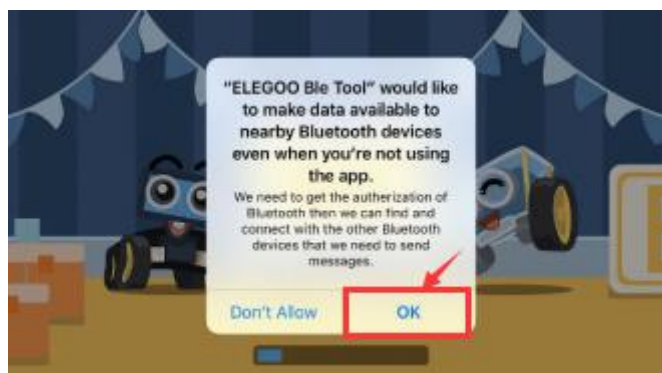 "ELEGOO Ble Tool" would like
to make data available to
nearby Bluetooth devices
even when you're not using
the app.
We need to get the autherization of
Bluetooth then we can find and
connect with the other Bluetooth
devices that we need to send
messages.
Don't Allow
OK